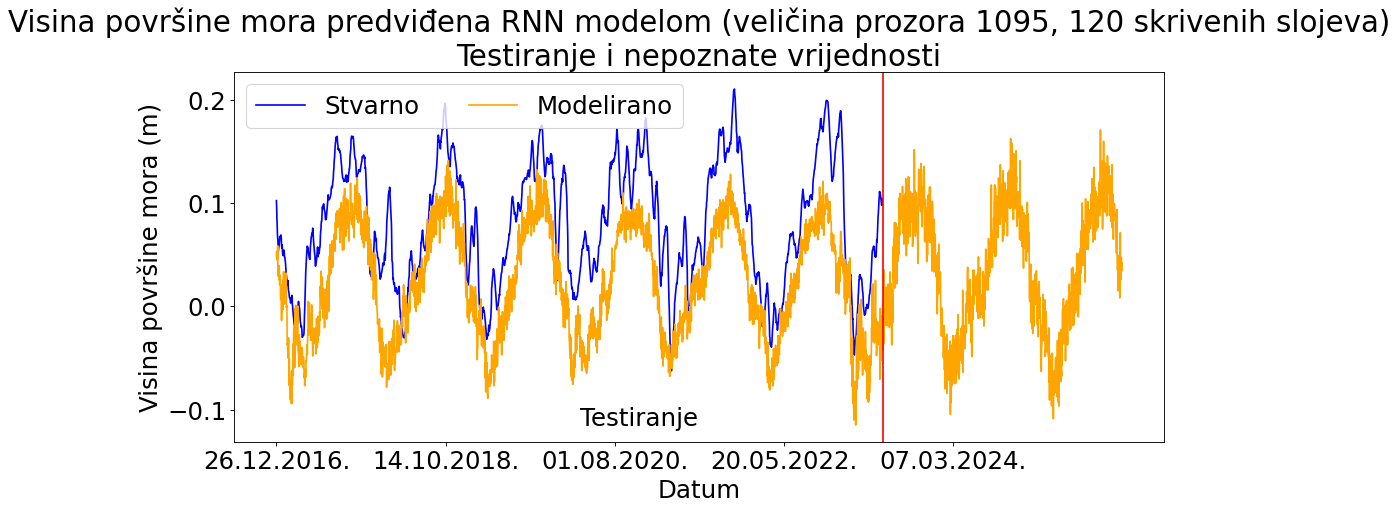 Visina površine mora predviđena RNN modelom (veličina prozora 1095, 120 skrivenih slojeva)
Testiranje i nepoznate vrijednosti
Stvarno
Modelirano
Visina površine mora (m)
0.2
0.1
0.0
−0.1
Testiranje
26.12.2016.
14.10.2018.
01.08.2020.
20.05.2022.
07.03.2024.
Datum